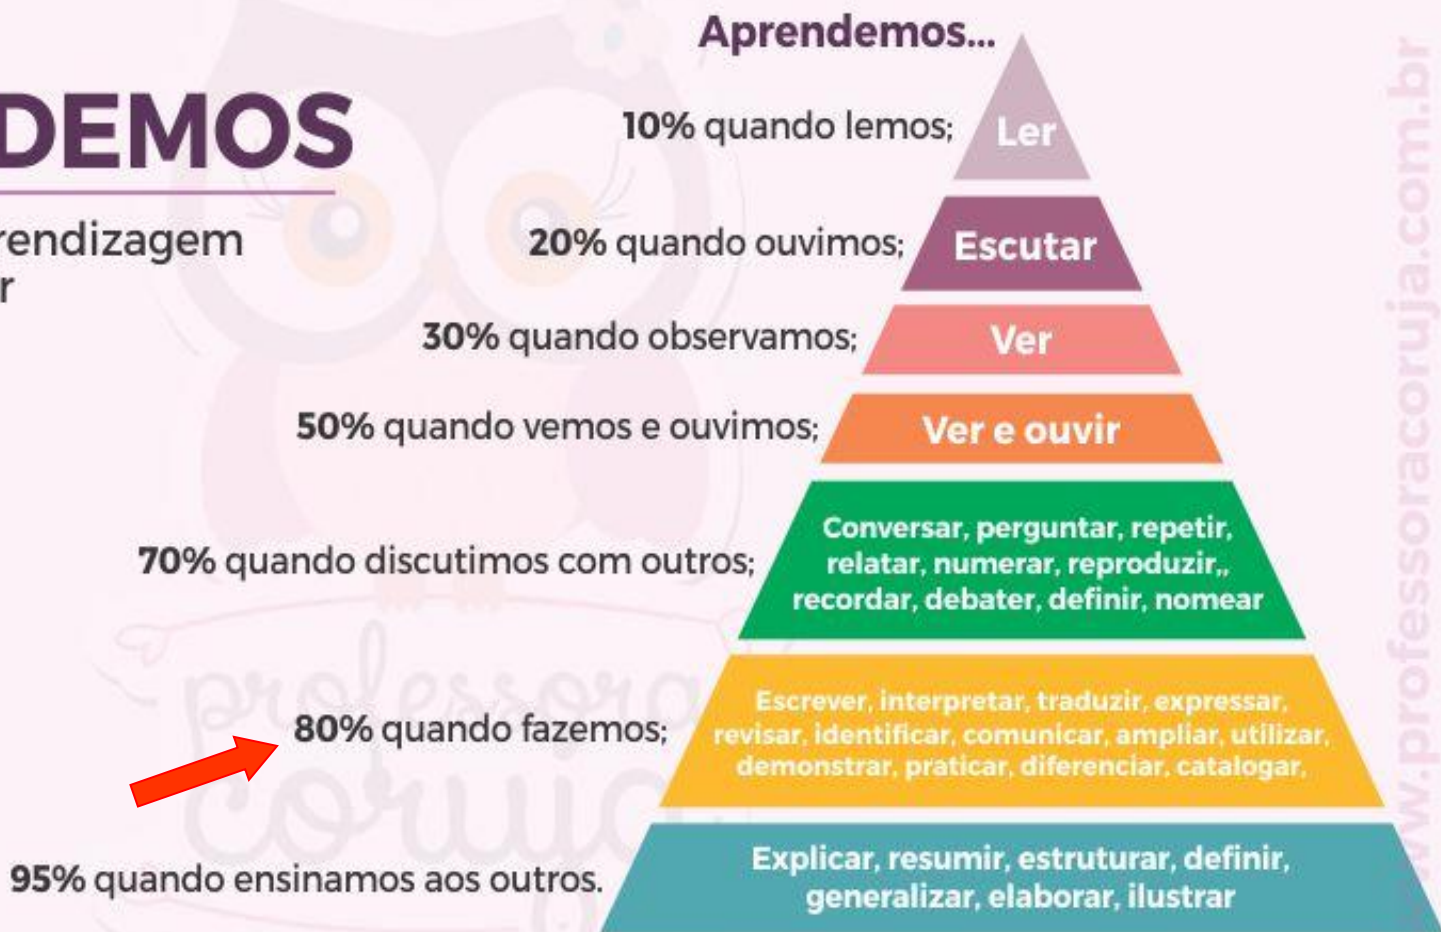 Aprendemos...
DEMOS
rendizagem
r
10% quando lemos;
Ler
20% quando ouvimos;
Escutar
30% quando observamos;
Ver
50% quando vemos e ouvimos;
Ver e ouvir
70% quando discutimos com outros;
Conversar, perguntar, repetir,
relatar, numerar, reproduzir,,
recordar, debater, definir, nomear
80% quando fazemos;
Escrever, interpretar, traduzir, expressar,
revisar, identificar, comunicar, ampliar, utilizar,
demonstrar, praticar, diferenciar, catalogar.
95% quando ensinamos aos outros.
Explicar, resumir, estruturar, definir,
generalizar, elaborar, ilustrar
professora
coruja
www.professoracoruja.com.br